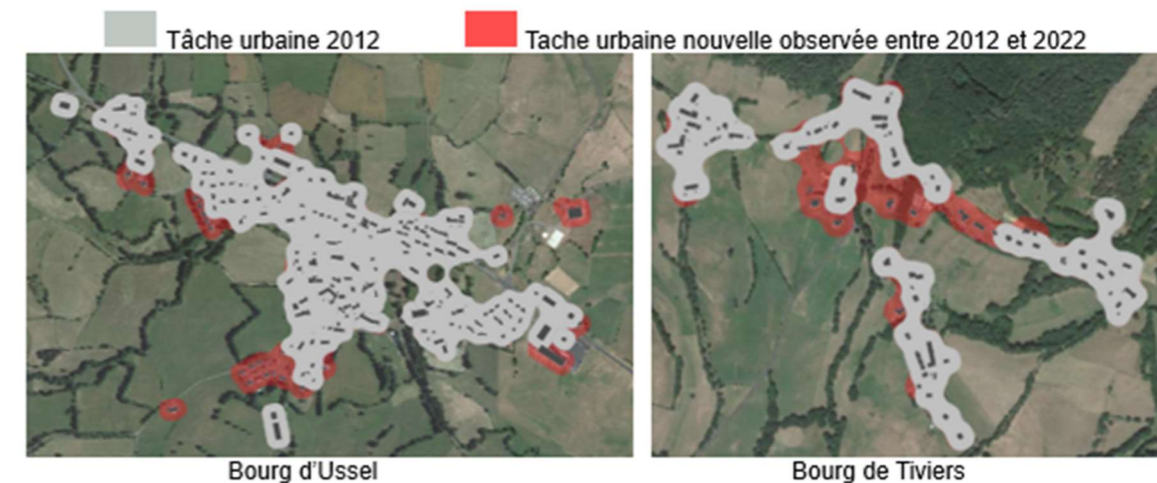 Tâche urbaine 2012
Tache urbaine nouvelle observée entre 2012 et 2022
Bourg d'Ussel
Bourg de Tiviers